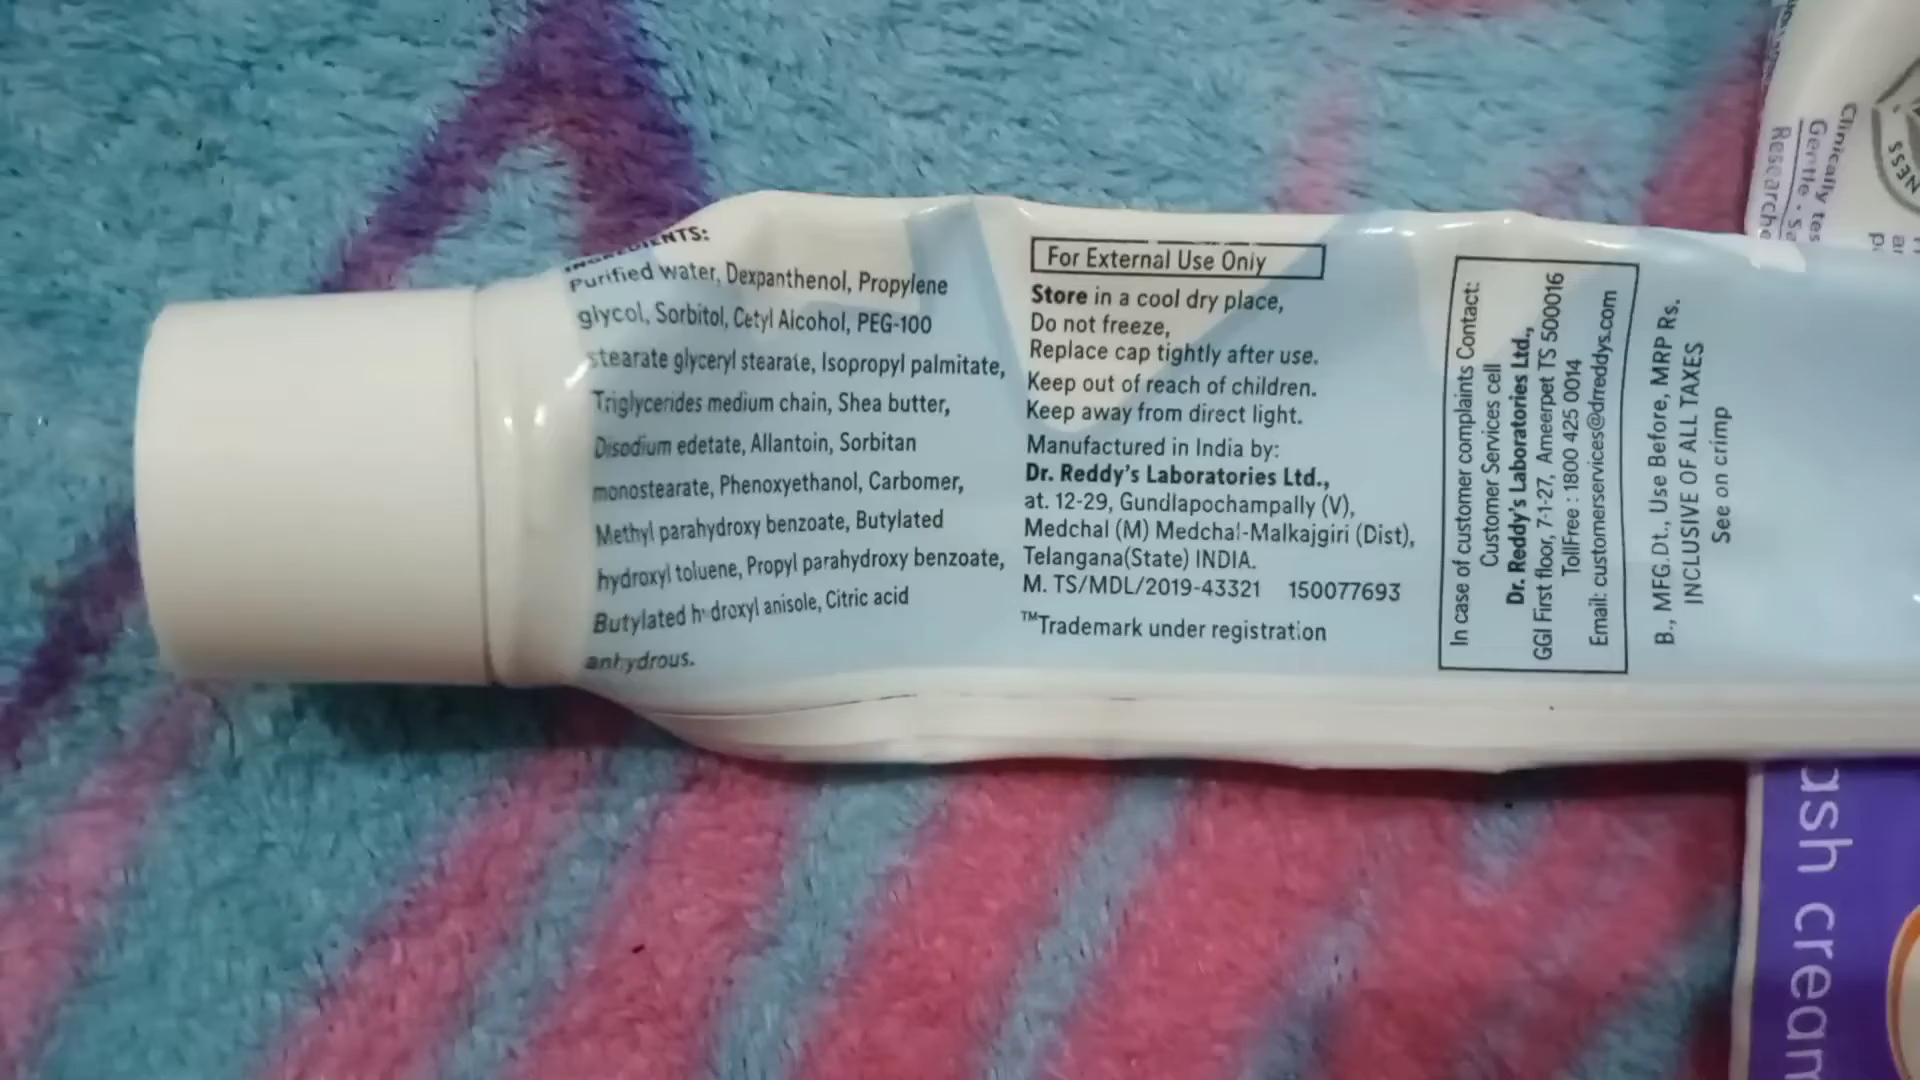 INGREDIENTS:
Purified water, Dexpanthenol, Propylene
glycol, Sorbitol, Cetyl Alcohol, PEG-100
stearate glyceryl stearate, Isopropyl palmitate,
Triglycerides medium chain, Shea butter,
Disodium edetate, Allantoin, Sorbitan
monostearate, Phenoxyethanol, Carbomer,
Methyl parahydroxy benzoate, Butylated
hydroxyl toluene, Propyl parahydroxy benzoate,
Butylated hydroxyl anisole, Citric acid
anhydrous.
For External Use Only
Store in a cool dry place,
Do not freeze,
Replace cap tightly after use.
Keep out of reach of children.
Keep away from direct light.
Manufactured in India by:
Dr. Reddy's Laboratories Ltd.,
at. 12-29, Gundlapochampally (V),
Medchal (M) Medchal-Malkajgiri (Dist),
Telangana(State) INDIA.
M. TS/MDL/2019-43321 150077693
™Trademark under registration
In case of customer complaints Contact:
Customer Services cell
Dr. Reddy's Laboratories Ltd.,
GGI First floor, 7-1-27, Ameerpet TS 500016
TollFree : 1800 425 0014
Email: customerservices@drreddys.com
B., MFG.Dt., Use Before, MRP Rs.
INCLUSIVE OF ALL TAXES
See on crimp
Clinically tes
Gentle · Sa
Researche
NESS
ash cream